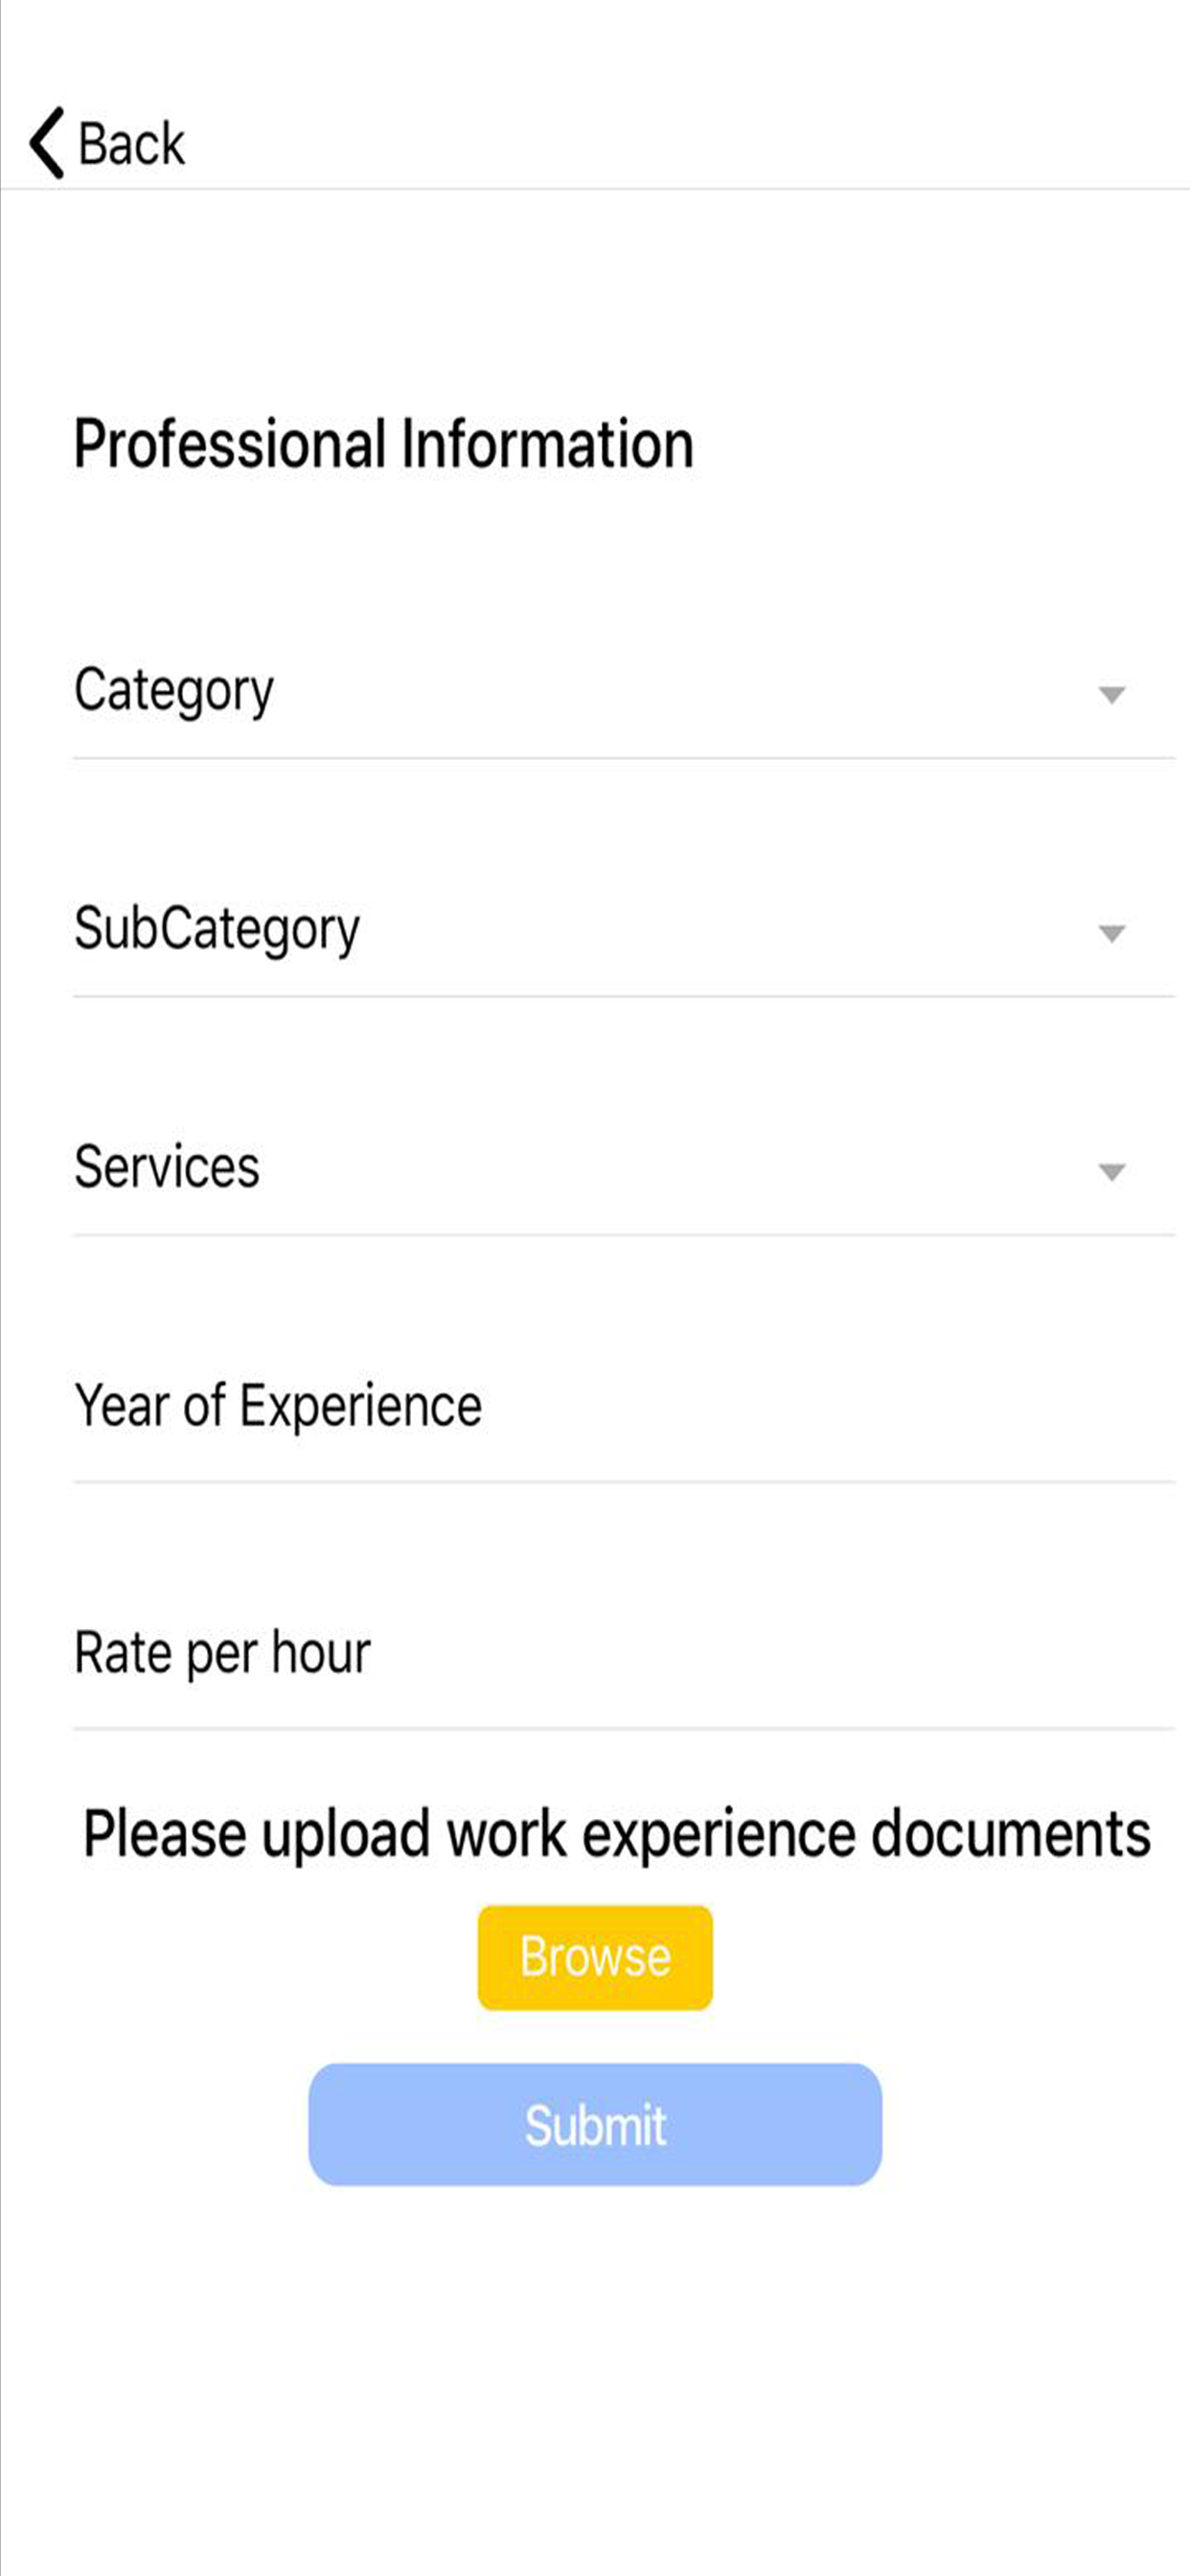 Back
Professional Information
Category
SubCategory
Services
Year of Experience
Rate per hour
Please upload work experience documents
Browse
Submit